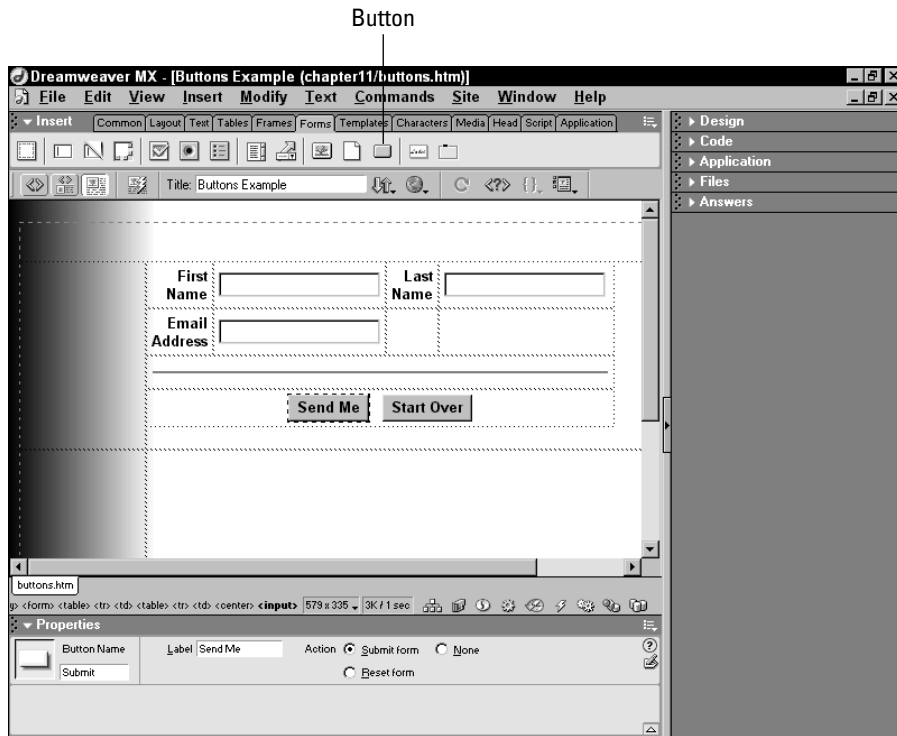 Button
Dreamweaver MX - [Buttons Example (chapter11/buttons.htm)]
File Edit View Insert Modify Text Commands Site Window Help
Insert Common Layout Text Tables Frames Forms Templates Characters Media Head Script Application
Design
Code
Application
Files
Answers
Title: Buttons Example
First Name
Last Name
Email Address
Send Me Start Over
buttons.htm
y> <form> <table> <tr> <td> <table> <tr> <td> <center> <input> 579 x 335 3K / 1 sec
Properties
Button Name Label Send Me Action Submit form None
Submit Reset form